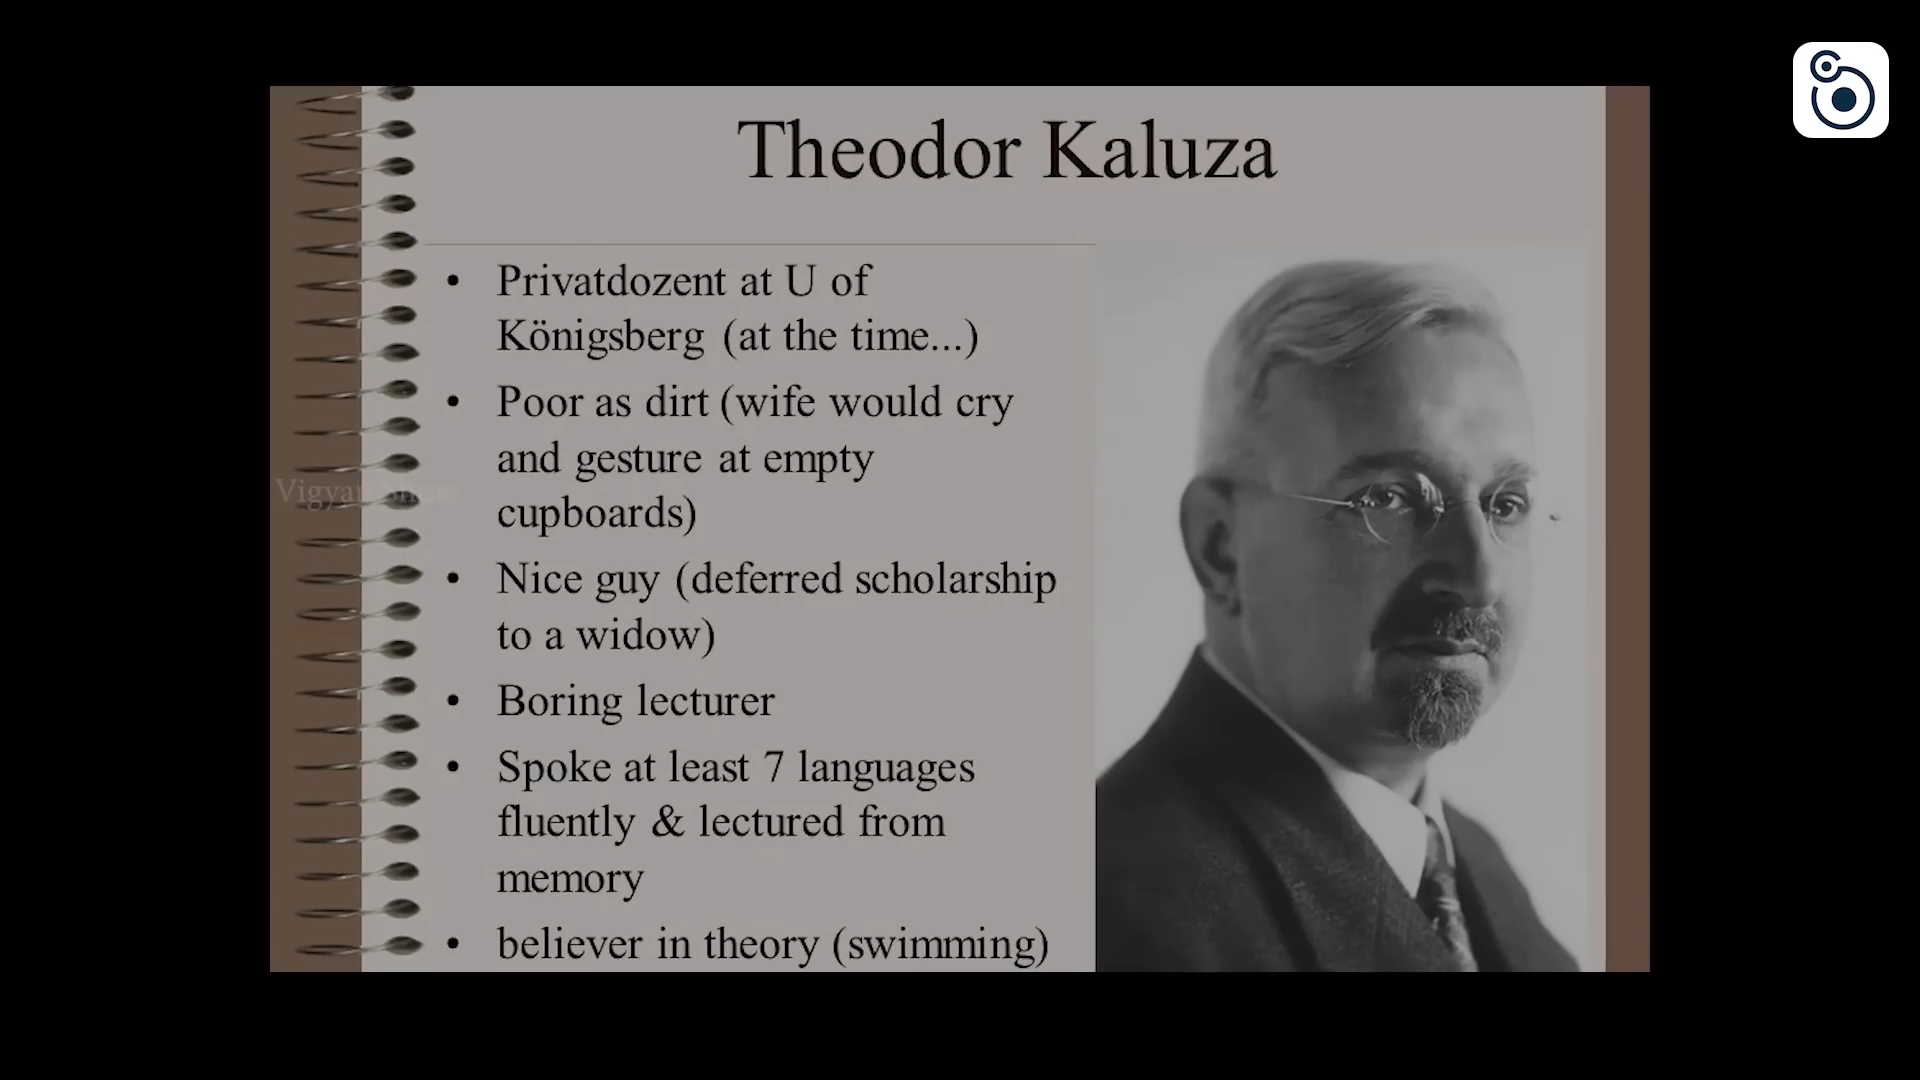 Theodor Kaluza
• Privatdozent at U of
Königsberg (at the time...)
• Poor as dirt (wife would cry
and gesture at empty
cupboards)
• Nice guy (deferred scholarship
to a widow)
• Boring lecturer
• Spoke at least 7 languages
fluently & lectured from
memory
• believer in theory (swimming)
Vigyan Show